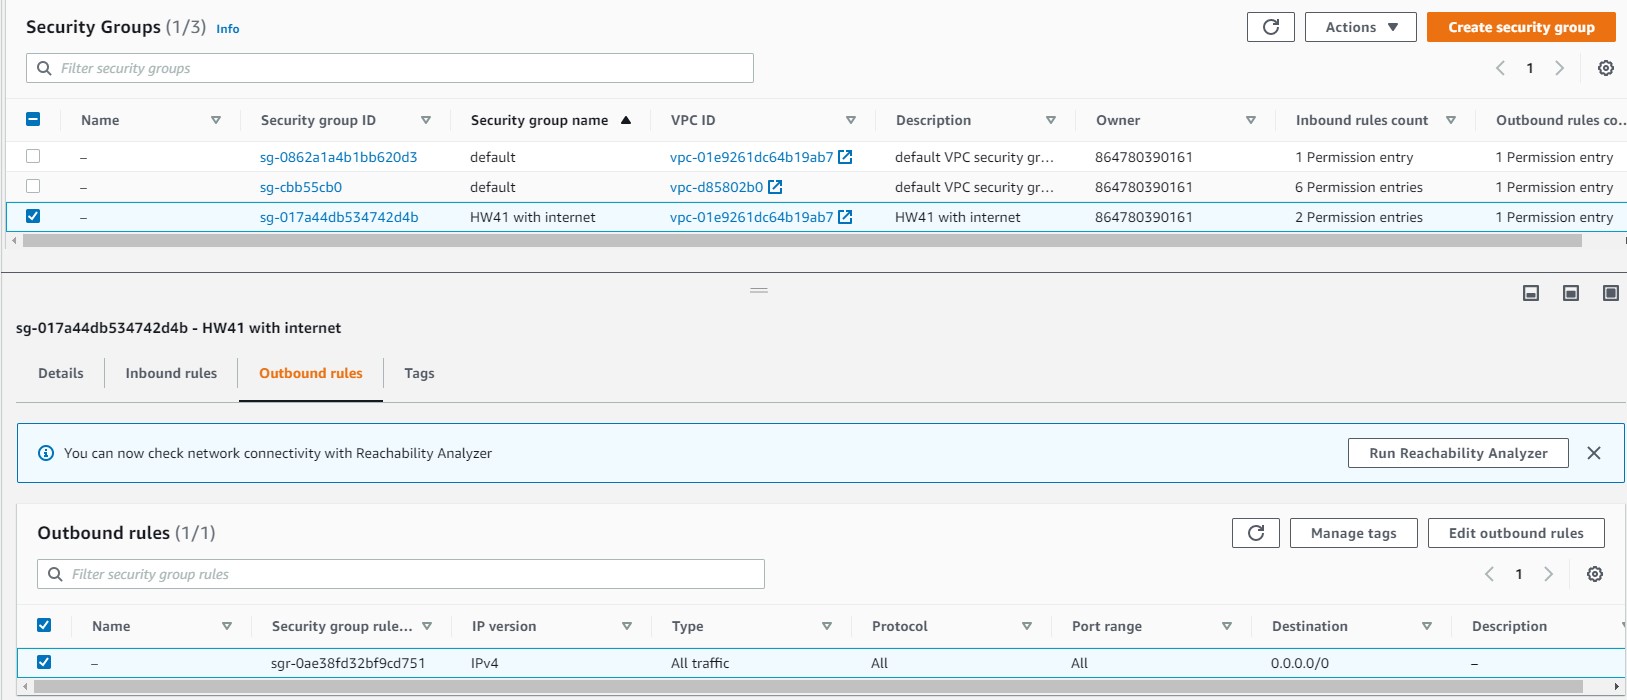 Security Groups (1/3) Info
Actions
Create security group
Filter security groups
1
Name Security group ID Security group name VPC ID Description Owner Inbound rules count Outbound rules co...
– sg-0862a1a4b1bb620d3 default vpc-01e9261dc64b19ab7 default VPC security gr... 864780390161 1 Permission entry 1 Permission entry
– sg-cbb55cb0 default vpc-d85802b0 default VPC security gr... 864780390161 6 Permission entries 1 Permission entry
– sg-017a44db534742d4b HW41 with internet vpc-01e9261dc64b19ab7 HW41 with internet 864780390161 2 Permission entries 1 Permission entry
sg-017a44db534742d4b - HW41 with internet
Details Inbound rules Outbound rules Tags
You can now check network connectivity with Reachability Analyzer Run Reachability Analyzer
Outbound rules (1/1) Manage tags Edit outbound rules
Filter security group rules
1
Name Security group rule... IP version Type Protocol Port range Destination Description
– sgr-0ae38fd32bf9cd751 IPv4 All traffic All All 0.0.0.0/0 –